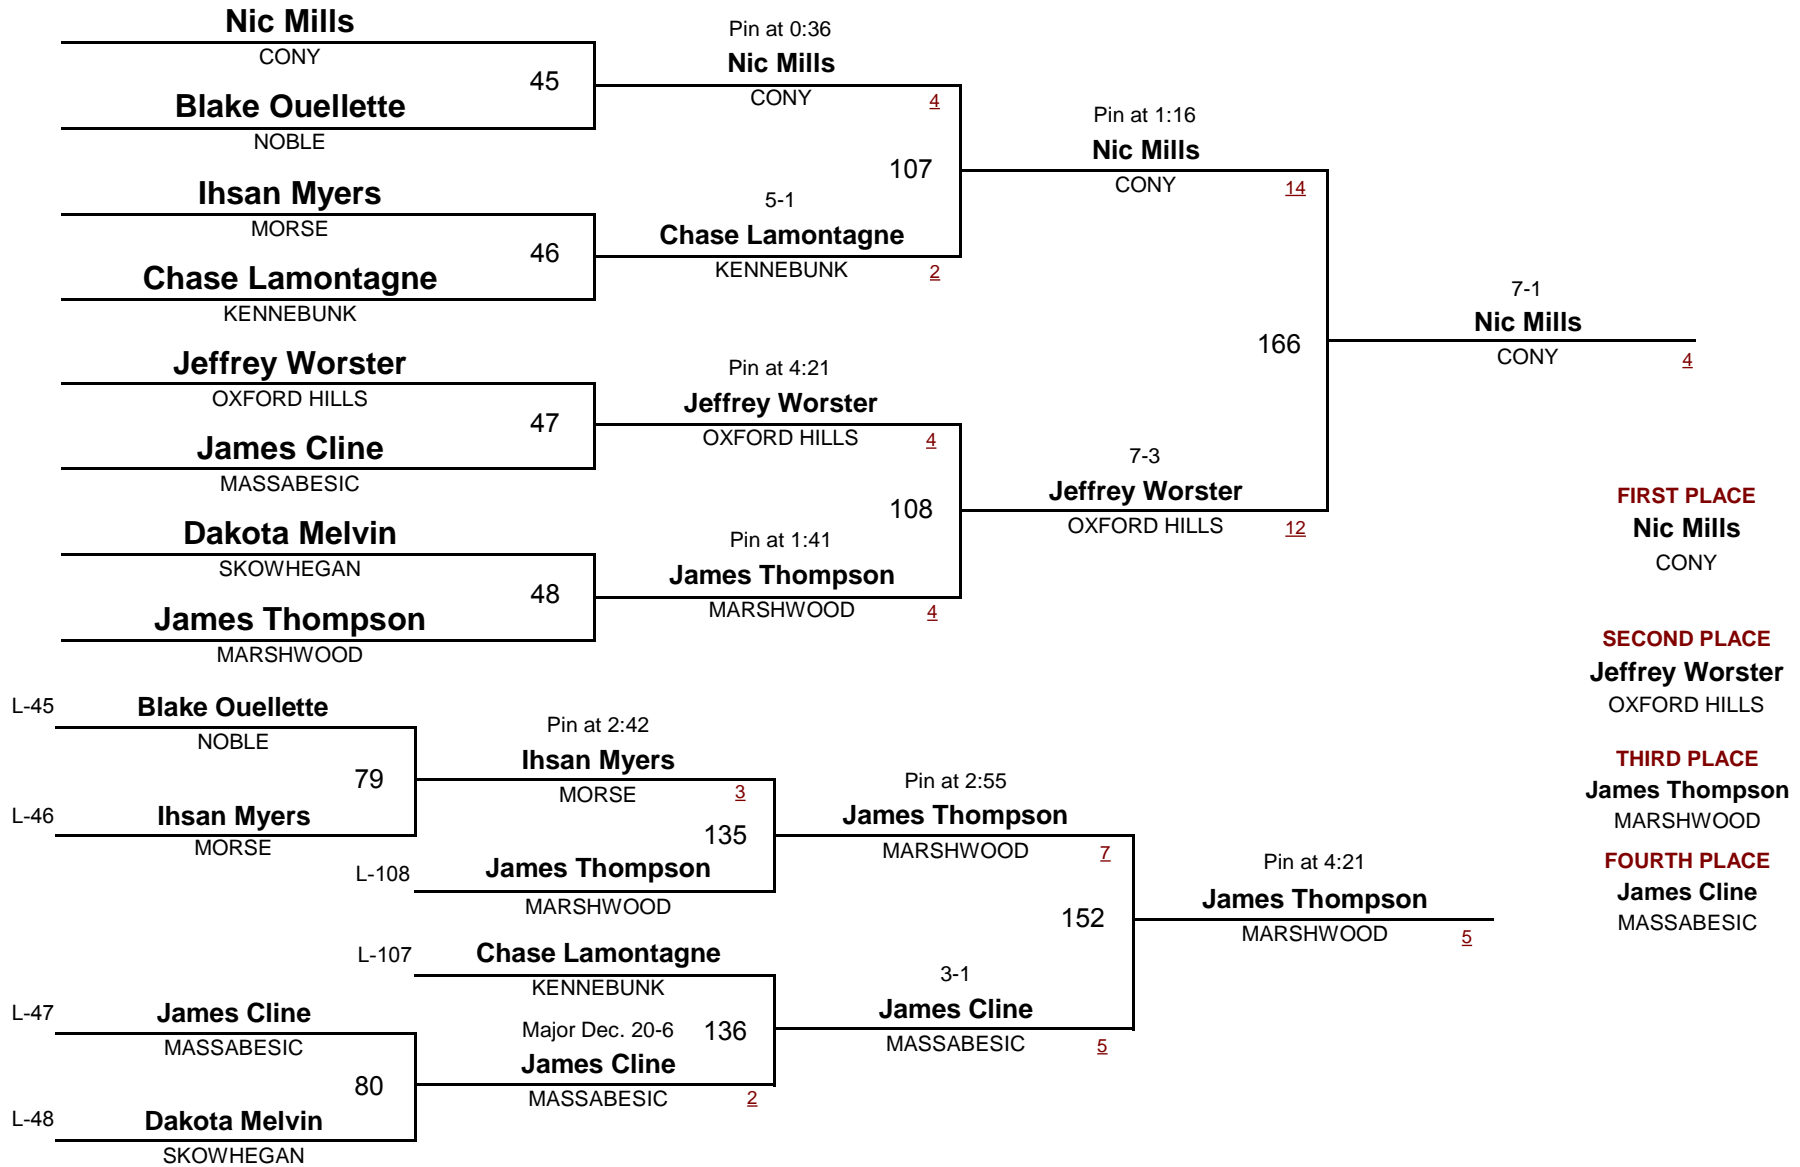 Nic Mills
CONY
45
Blake Ouellette
NOBLE
Ihsan Myers
MORSE
46
Chase Lamontagne
KENNEBUNK
Jeffrey Worster
OXFORD HILLS
47
James Cline
MASSABESIC
Dakota Melvin
SKOWHEGAN
48
James Thompson
MARSHWOOD
Pin at 0:36
Nic Mills
CONY 4
107
5-1
Chase Lamontagne
KENNEBUNK 2
Pin at 4:21
Jeffrey Worster
OXFORD HILLS 4
108
Pin at 1:41
James Thompson
MARSHWOOD 4
Pin at 1:16
Nic Mills
CONY 14
166
7-3
Jeffrey Worster
OXFORD HILLS 12
7-1
Nic Mills
CONY 4
FIRST PLACE
Nic Mills
CONY
SECOND PLACE
Jeffrey Worster
OXFORD HILLS
THIRD PLACE
James Thompson
MARSHWOOD
FOURTH PLACE
James Cline
MASSABESIC
L-45 Blake Ouellette
NOBLE
79
L-46 Ihsan Myers
MORSE
Pin at 2:42
Ihsan Myers
MORSE 3
135
L-108 James Thompson
MARSHWOOD
L-107 Chase Lamontagne
KENNEBUNK
Major Dec. 20-6 136
James Cline
MASSABESIC 2
L-47 James Cline
MASSABESIC
80
L-48 Dakota Melvin
SKOWHEGAN
Pin at 2:55
James Thompson
MARSHWOOD 7
152
3-1
James Cline
MASSABESIC 5
Pin at 4:21
James Thompson
MARSHWOOD 5